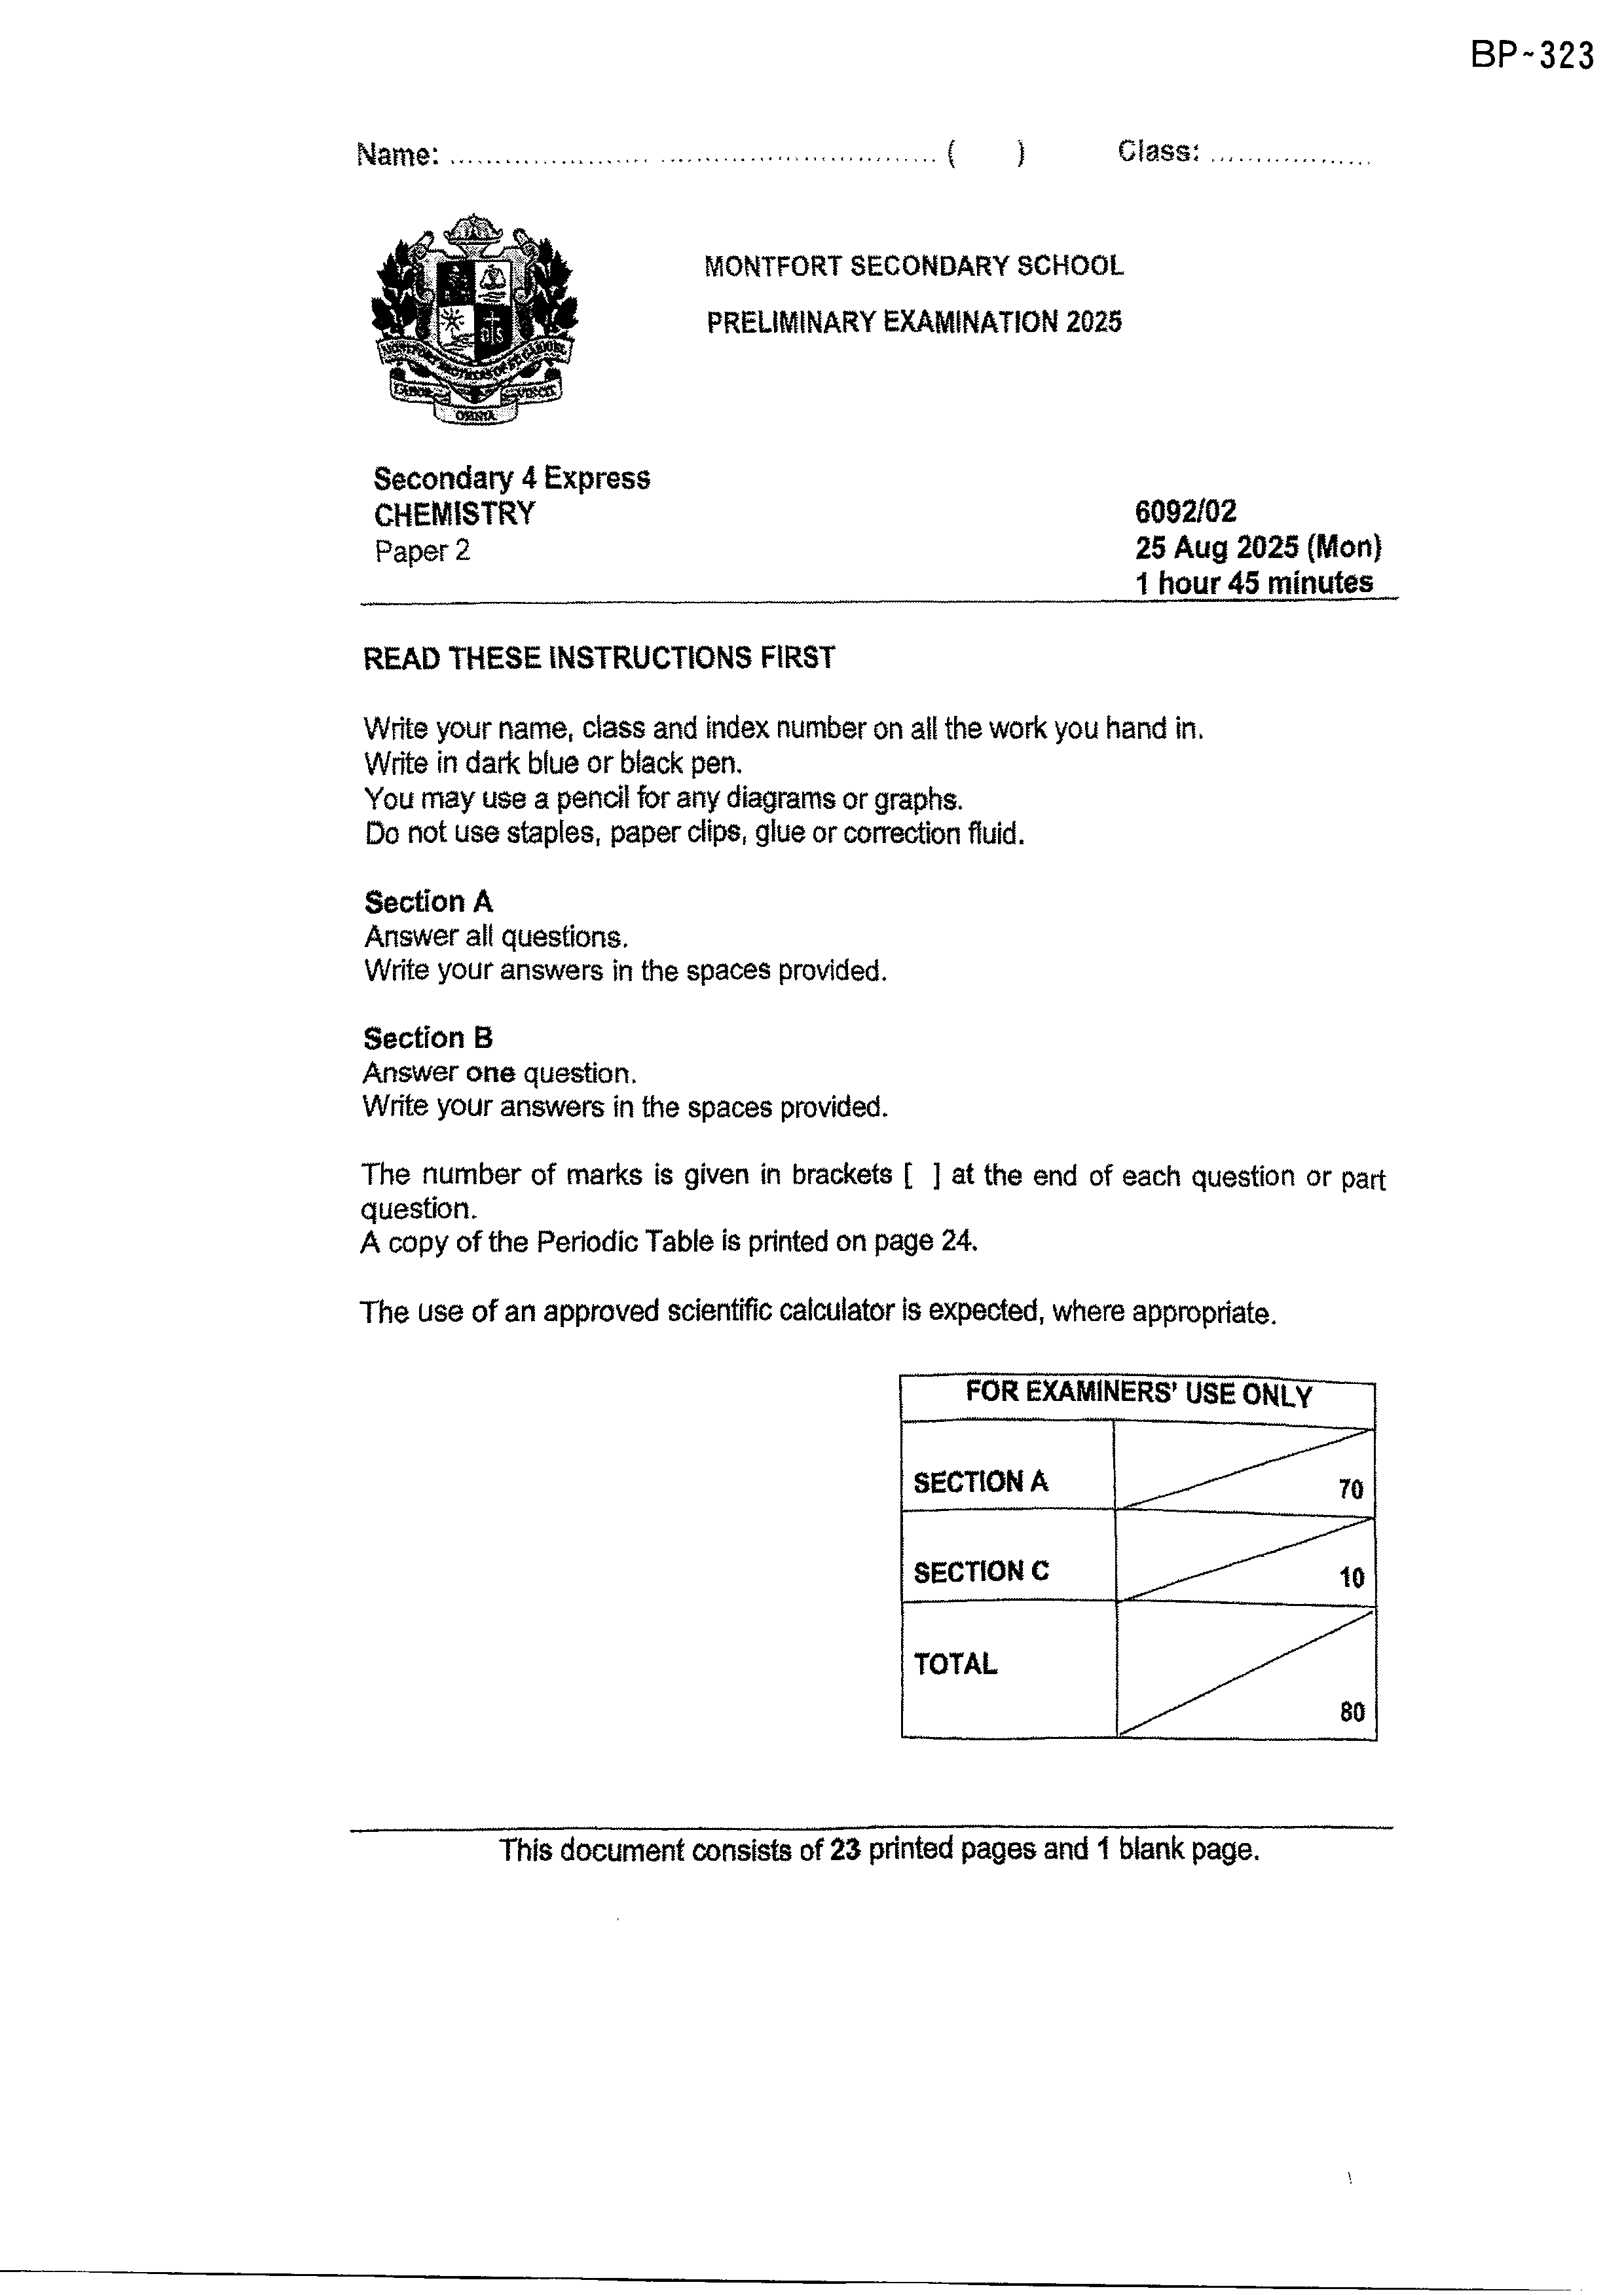 BP~323
Name: ........................................................ (    )    Class: ..................
MONTFORT SECONDARY SCHOOL
PRELIMINARY EXAMINATION 2025
LABOR
OMNIA
Secondary 4 Express
CHEMISTRY
6092/02
Paper 2
25 Aug 2025 (Mon)
1 hour 45 minutes
READ THESE INSTRUCTIONS FIRST
Write your name, class and index number on all the work you hand in.
Write in dark blue or black pen.
You may use a pencil for any diagrams or graphs.
Do not use staples, paper clips, glue or correction fluid.
Section A
Answer all questions.
Write your answers in the spaces provided.
Section B
Answer one question.
Write your answers in the spaces provided.
The number of marks is given in brackets [  ] at the end of each question or part
question.
A copy of the Periodic Table is printed on page 24.
The use of an approved scientific calculator is expected, where appropriate.
FOR EXAMINERS' USE ONLY
SECTION A
70
SECTION C
10
TOTAL
80
This document consists of 23 printed pages and 1 blank page.